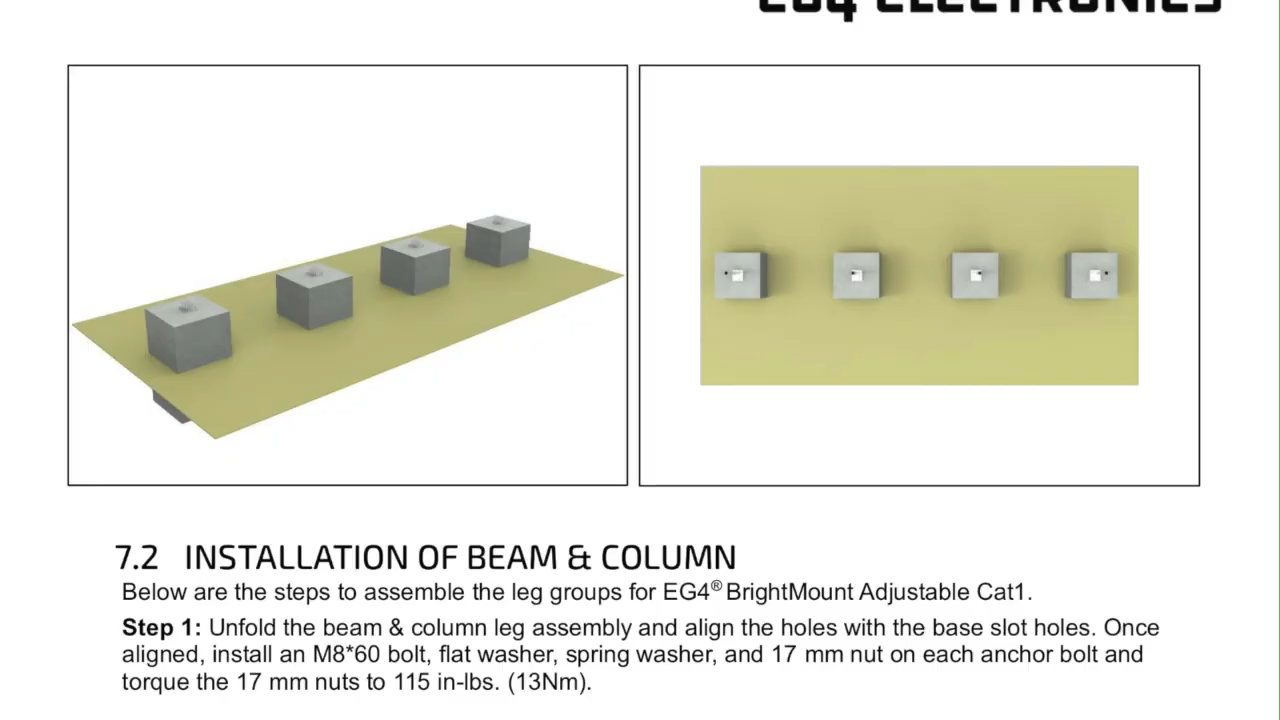 EG4 ELECTRONICS
7.2 INSTALLATION OF BEAM & COLUMN
Below are the steps to assemble the leg groups for EG4® BrightMount Adjustable Cat1.
Step 1: Unfold the beam & column leg assembly and align the holes with the base slot holes. Once
aligned, install an M8*60 bolt, flat washer, spring washer, and 17 mm nut on each anchor bolt and
torque the 17 mm nuts to 115 in-lbs. (13Nm).